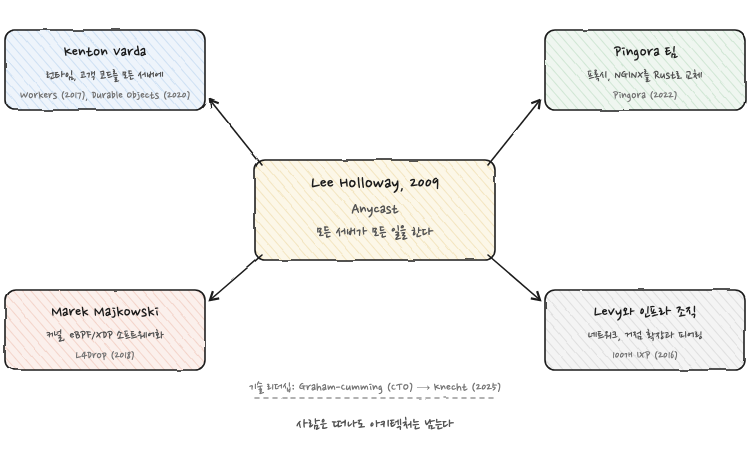 Kenton Varda
런타임, 고객 코드를 모든 서버에
Workers (2017), Durable Objects (2020)
Pingora 팀
프록시, NGINX를 Rust로 교체
Pingora (2022)
Lee Holloway, 2009
Anycast
모든 서버가 모든 일을 한다
Marek Majkowski
커널, eBPF/XDP 소프트웨어화
L4Drop (2018)
Levy와 인프라 조직
네트워크, 거점 확장과 피어링
100개 IXP (2016)
기술 리더십: Graham-Cumming (CTO) → Knecht (2025)
사람은 떠나도 아키텍처는 남는다